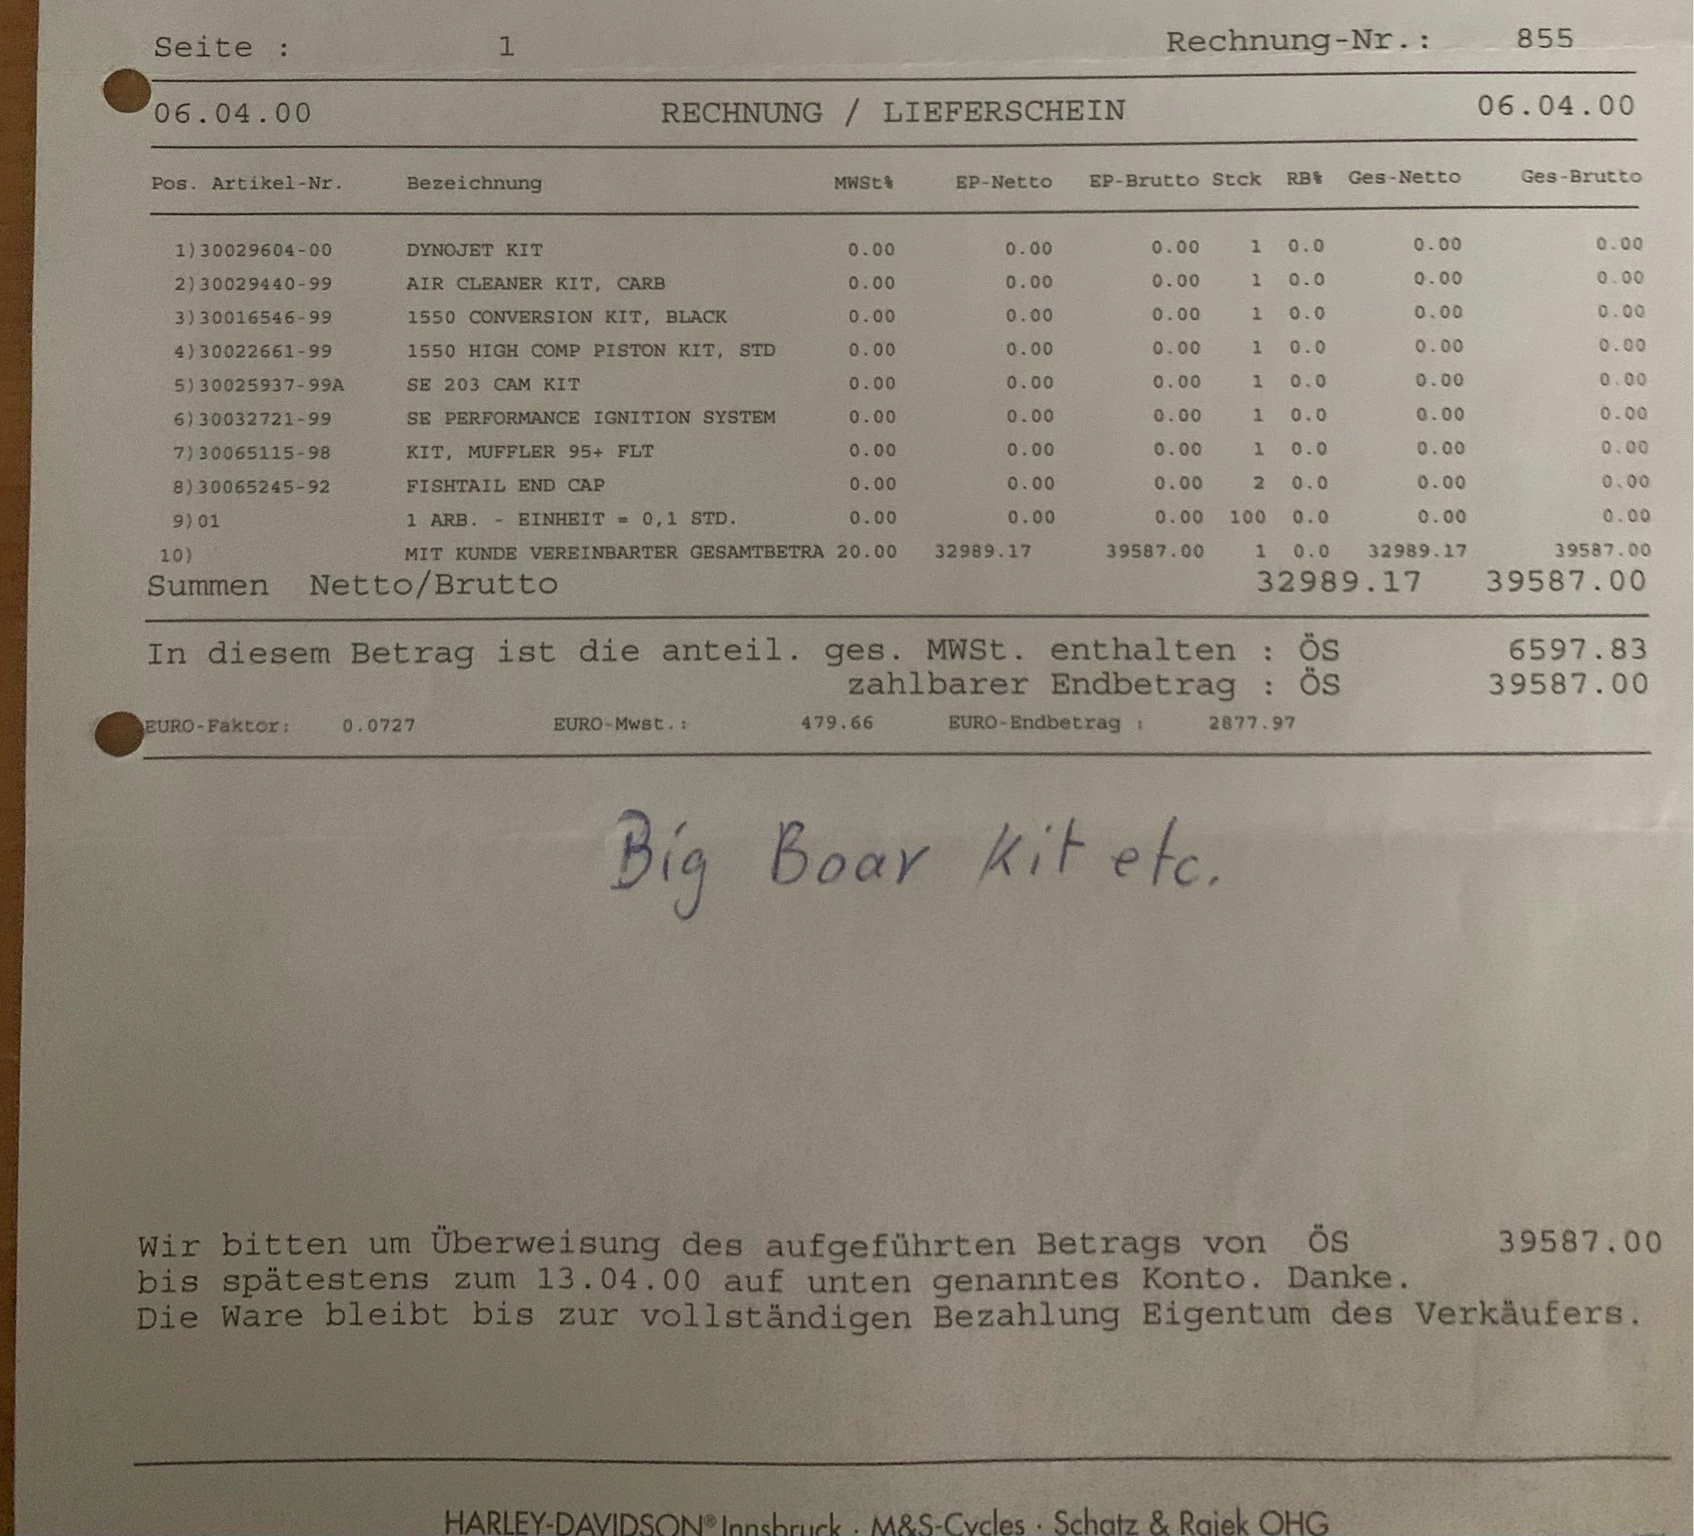 Seite : 1 Rechnung-Nr.: 855
06.04.00 RECHNUNG / LIEFERSCHEIN 06.04.00
Pos. Artikel-Nr. Bezeichnung MWSt% EP-Netto EP-Brutto Stck RB% Ges-Netto Ges-Brutto
1)30029604-00 DYNOJET KIT 0.00 0.00 0.00 1 0.0 0.00 0.00
2)30029440-99 AIR CLEANER KIT, CARB 0.00 0.00 0.00 1 0.0 0.00 0.00
3)30016546-99 1550 CONVERSION KIT, BLACK 0.00 0.00 0.00 1 0.0 0.00 0.00
4)30022661-99 1550 HIGH COMP PISTON KIT, STD 0.00 0.00 0.00 1 0.0 0.00 0.00
5)30025937-99A SE 203 CAM KIT 0.00 0.00 0.00 1 0.0 0.00 0.00
6)30032721-99 SE PERFORMANCE IGNITION SYSTEM 0.00 0.00 0.00 1 0.0 0.00 0.00
7)30065115-98 KIT, MUFFLER 95+ FLT 0.00 0.00 0.00 1 0.0 0.00 0.00
8)30065245-92 FISHTAIL END CAP 0.00 0.00 0.00 2 0.0 0.00 0.00
9)01 1 ARB. - EINHEIT = 0,1 STD. 0.00 0.00 0.00 100 0.0 0.00 0.00
10) MIT KUNDE VEREINBARTER GESAMTBETRA 20.00 32989.17 39587.00 1 0.0 32989.17 39587.00
Summen Netto/Brutto 32989.17 39587.00
In diesem Betrag ist die anteil. ges. MWSt. enthalten : ÖS 6597.83
zahlbarer Endbetrag : ÖS 39587.00
EURO-Faktor: 0.0727 EURO-Mwst.: 479.66 EURO-Endbetrag : 2877.97
Big Boar Kit etc.
Wir bitten um Überweisung des aufgeführten Betrags von ÖS 39587.00
bis spätestens zum 13.04.00 auf unten genanntes Konto. Danke.
Die Ware bleibt bis zur vollständigen Bezahlung Eigentum des Verkäufers.
HARLEY-DAVIDSON® Innsbruck · M&S-Cycles · Schatz & Rajek OHG